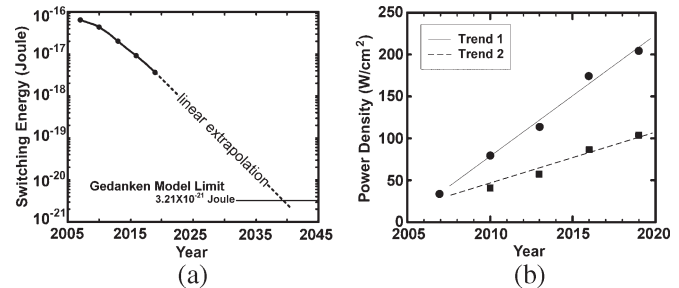 10⁻¹⁶
10⁻¹⁷
10⁻¹⁸
10⁻¹⁹
10⁻²⁰
10⁻²¹
Switching Energy (Joule)
linear extrapolation
Gedanken Model Limit
3.21X10⁻²¹ Joule
2005 2015 2025 2035 2045
Year
(a)
250
200
150
100
50
0
Power Density (W/cm²)
Trend 1
Trend 2
2005 2010 2015 2020
Year
(b)